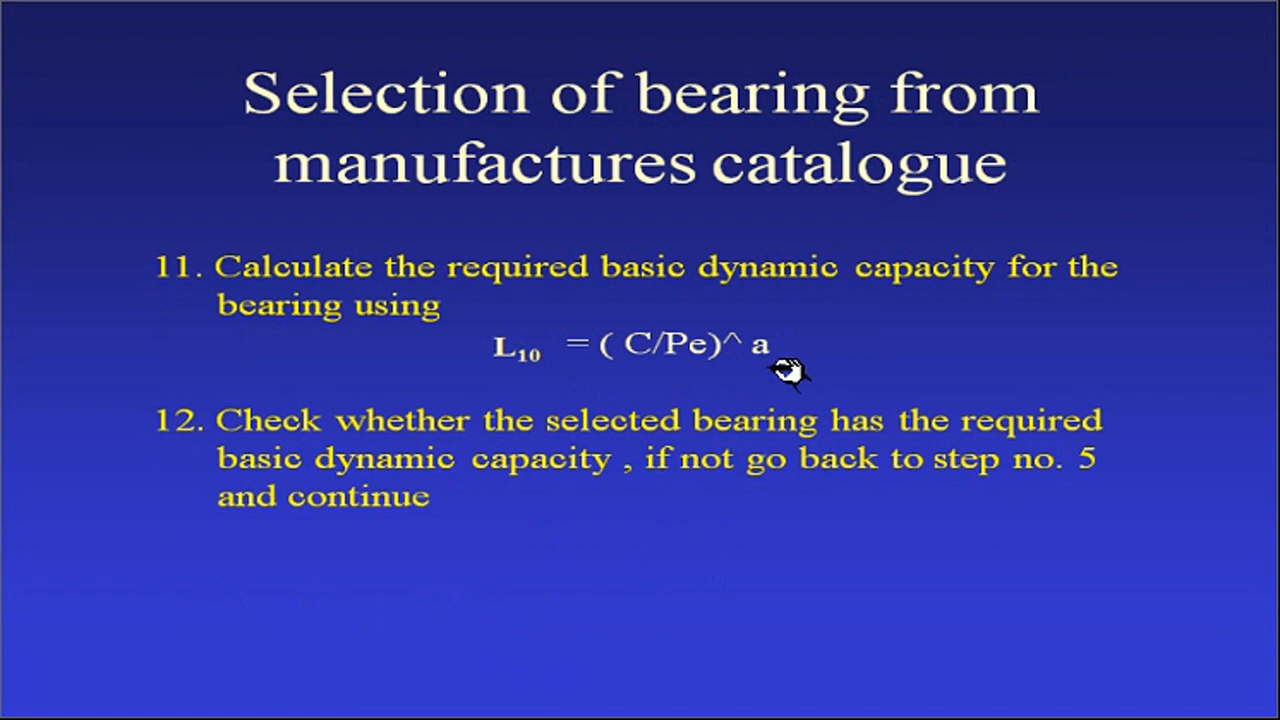 Selection of bearing from
manufactures catalogue
11. Calculate the required basic dynamic capacity for the
bearing using
L₁₀ = ( C/Pe)^ a
12. Check whether the selected bearing has the required
basic dynamic capacity , if not go back to step no. 5
and continue